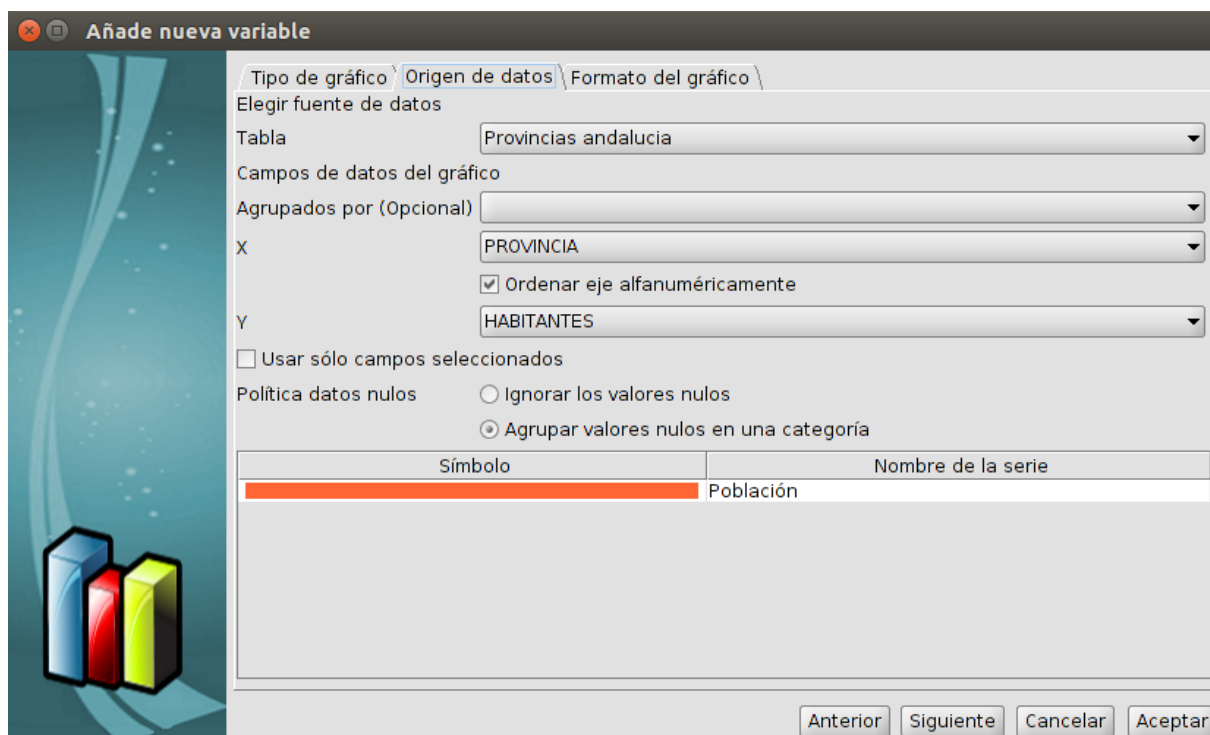 Añade nueva variable
Tipo de gráfico Origen de datos Formato del gráfico
Elegir fuente de datos
Tabla Provincias andalucia
Campos de datos del gráfico
Agrupados por (Opcional)
X PROVINCIA
Ordenar eje alfanuméricamente
Y HABITANTES
Usar sólo campos seleccionados
Política datos nulos Ignorar los valores nulos
Agrupar valores nulos en una categoría
Símbolo Nombre de la serie
Población
Anterior Siguiente Cancelar Aceptar